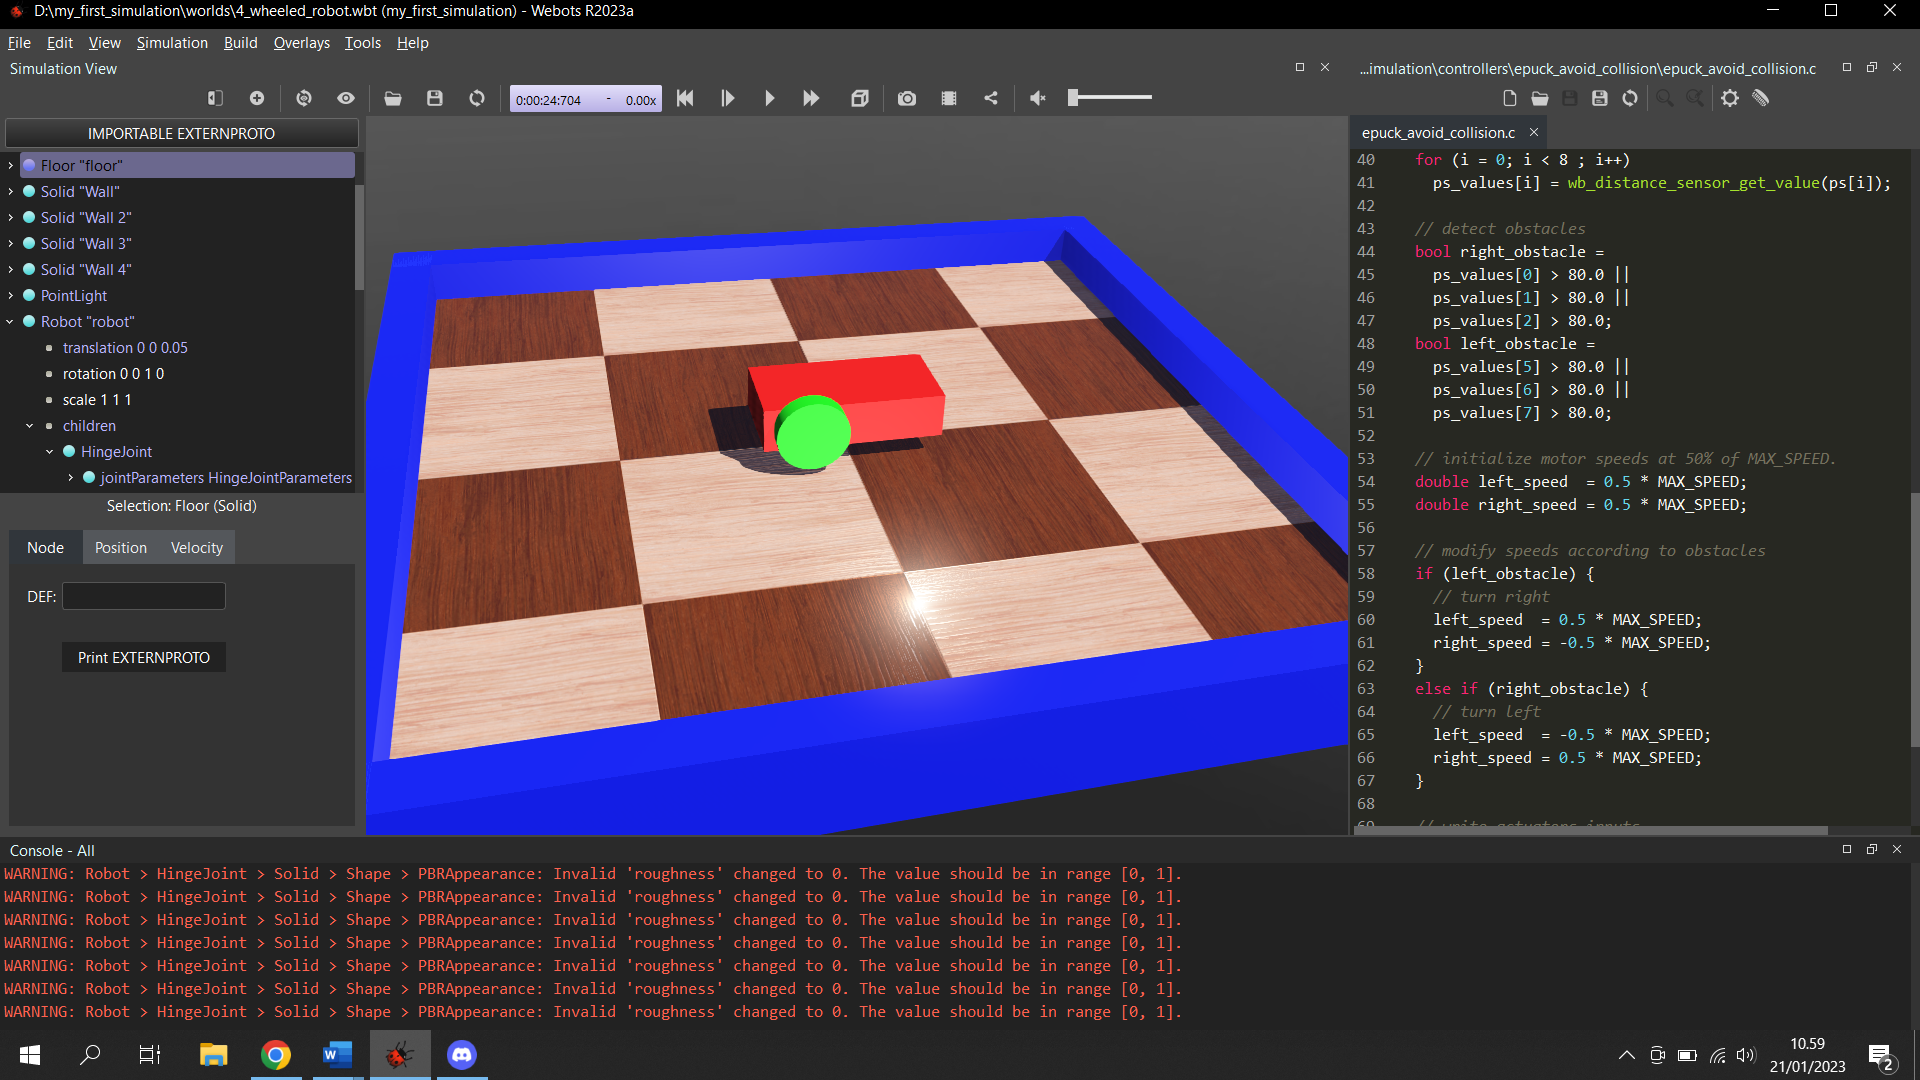 D:\my_first_simulation\worlds\4_wheeled_robot.wbt (my_first_simulation) - Webots R2023a
File Edit View Simulation Build Overlays Tools Help
Simulation View
...imulation\controllers\epuck_avoid_collision\epuck_avoid_collision.c
0:00:24:704 - 0.00x
IMPORTABLE EXTERNPROTO
Floor "floor"
Solid "Wall"
Solid "Wall 2"
Solid "Wall 3"
Solid "Wall 4"
PointLight
Robot "robot"
translation 0 0 0.05
rotation 0 0 1 0
scale 1 1 1
children
HingeJoint
jointParameters HingeJointParameters
Selection: Floor (Solid)
Node Position Velocity
DEF:
Print EXTERNPROTO
epuck_avoid_collision.c
40 for (i = 0; i < 8 ; i++)
41 ps_values[i] = wb_distance_sensor_get_value(ps[i]);
42
43 // detect obstacles
44 bool right_obstacle =
45 ps_values[0] > 80.0 ||
46 ps_values[1] > 80.0 ||
47 ps_values[2] > 80.0;
48 bool left_obstacle =
49 ps_values[5] > 80.0 ||
50 ps_values[6] > 80.0 ||
51 ps_values[7] > 80.0;
52
53 // initialize motor speeds at 50% of MAX_SPEED.
54 double left_speed  = 0.5 * MAX_SPEED;
55 double right_speed = 0.5 * MAX_SPEED;
56
57 // modify speeds according to obstacles
58 if (left_obstacle) {
59 // turn right
60 left_speed  = 0.5 * MAX_SPEED;
61 right_speed = -0.5 * MAX_SPEED;
62 }
63 else if (right_obstacle) {
64 // turn left
65 left_speed  = -0.5 * MAX_SPEED;
66 right_speed = 0.5 * MAX_SPEED;
67 }
68
69 // write actuators inputs
Console - All
WARNING: Robot > HingeJoint > Solid > Shape > PBRAppearance: Invalid 'roughness' changed to 0. The value should be in range [0, 1].
WARNING: Robot > HingeJoint > Solid > Shape > PBRAppearance: Invalid 'roughness' changed to 0. The value should be in range [0, 1].
WARNING: Robot > HingeJoint > Solid > Shape > PBRAppearance: Invalid 'roughness' changed to 0. The value should be in range [0, 1].
WARNING: Robot > HingeJoint > Solid > Shape > PBRAppearance: Invalid 'roughness' changed to 0. The value should be in range [0, 1].
WARNING: Robot > HingeJoint > Solid > Shape > PBRAppearance: Invalid 'roughness' changed to 0. The value should be in range [0, 1].
WARNING: Robot > HingeJoint > Solid > Shape > PBRAppearance: Invalid 'roughness' changed to 0. The value should be in range [0, 1].
WARNING: Robot > HingeJoint > Solid > Shape > PBRAppearance: Invalid 'roughness' changed to 0. The value should be in range [0, 1].
W
10.59
21/01/2023
2